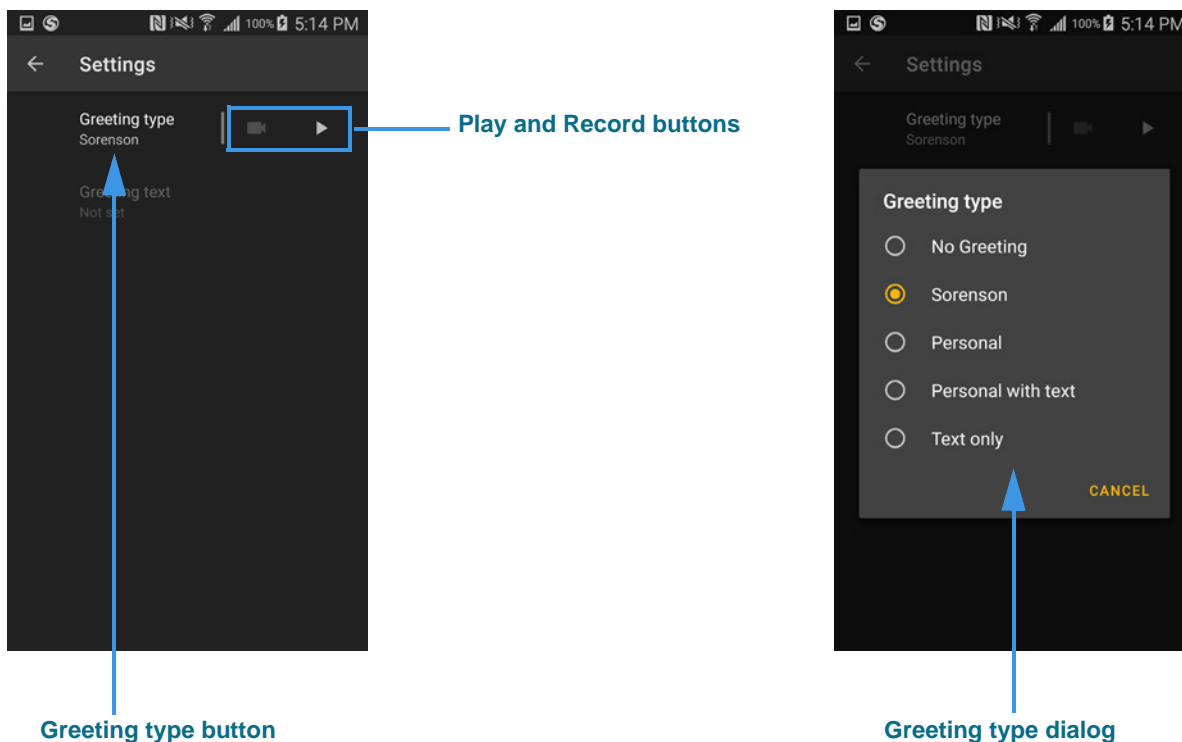 100% 5:14 PM
Settings
Greeting type
Sorenson
Greeting text
Not set
Play and Record buttons
Greeting type button
100% 5:14 PM
Settings
Greeting type
Sorenson
Greeting type
No Greeting
Sorenson
Personal
Personal with text
Text only
CANCEL
Greeting type dialog